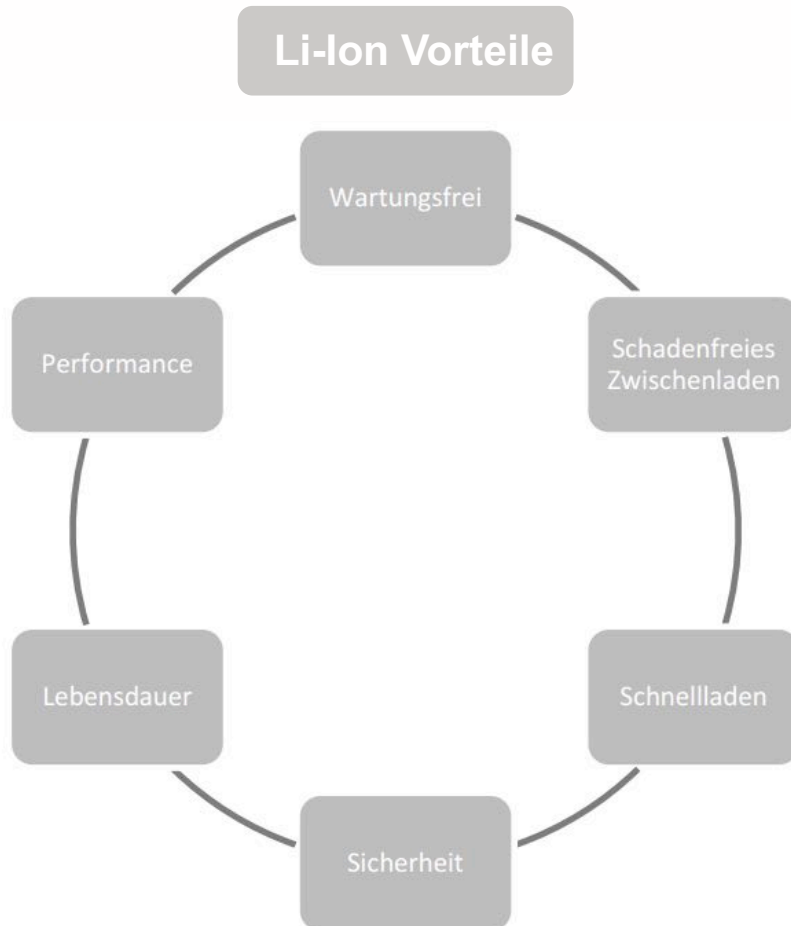 Li-Ion Vorteile
Wartungsfrei
Schadenfreies
Zwischenladen
Schnellladen
Sicherheit
Lebensdauer
Performance